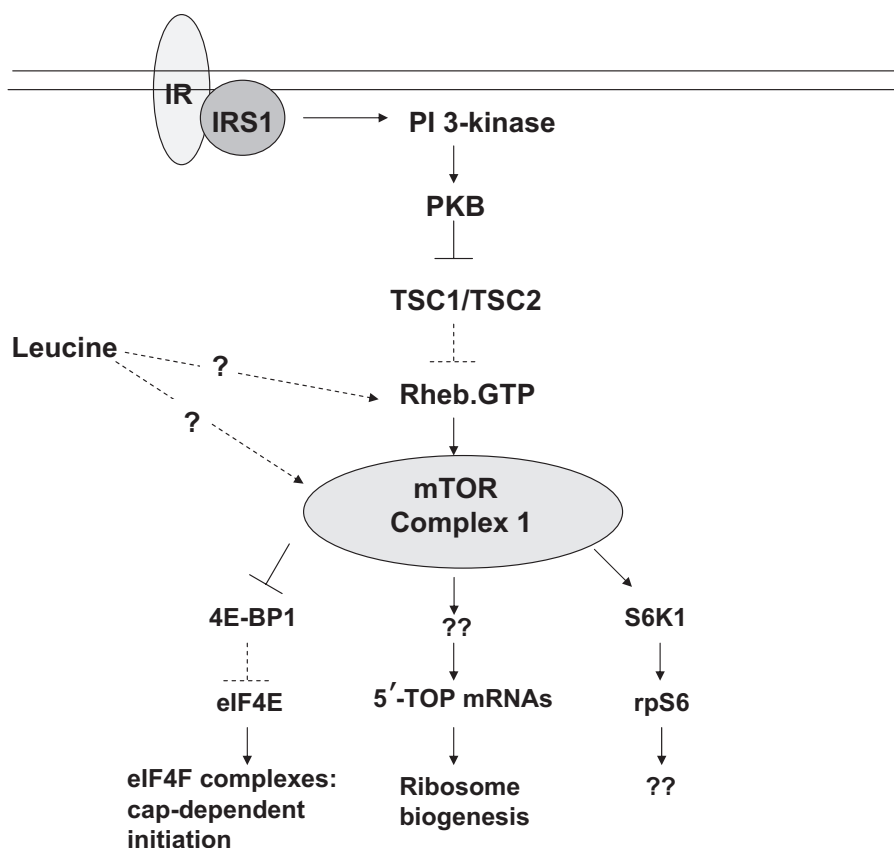 IR
IRS1
PI 3-kinase
PKB
TSC1/TSC2
Leucine
?
Rheb.GTP
?
mTOR
Complex 1
4E-BP1
??
S6K1
eIF4E
5′-TOP mRNAs
rpS6
eIF4F complexes:
cap-dependent
initiation
Ribosome
biogenesis
??